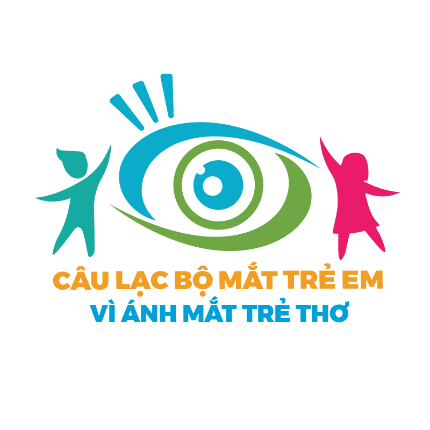 CÂU LẠC BỘ MẮT TRẺ EM
VÌ ÁNH MẮT TRẺ THƠ